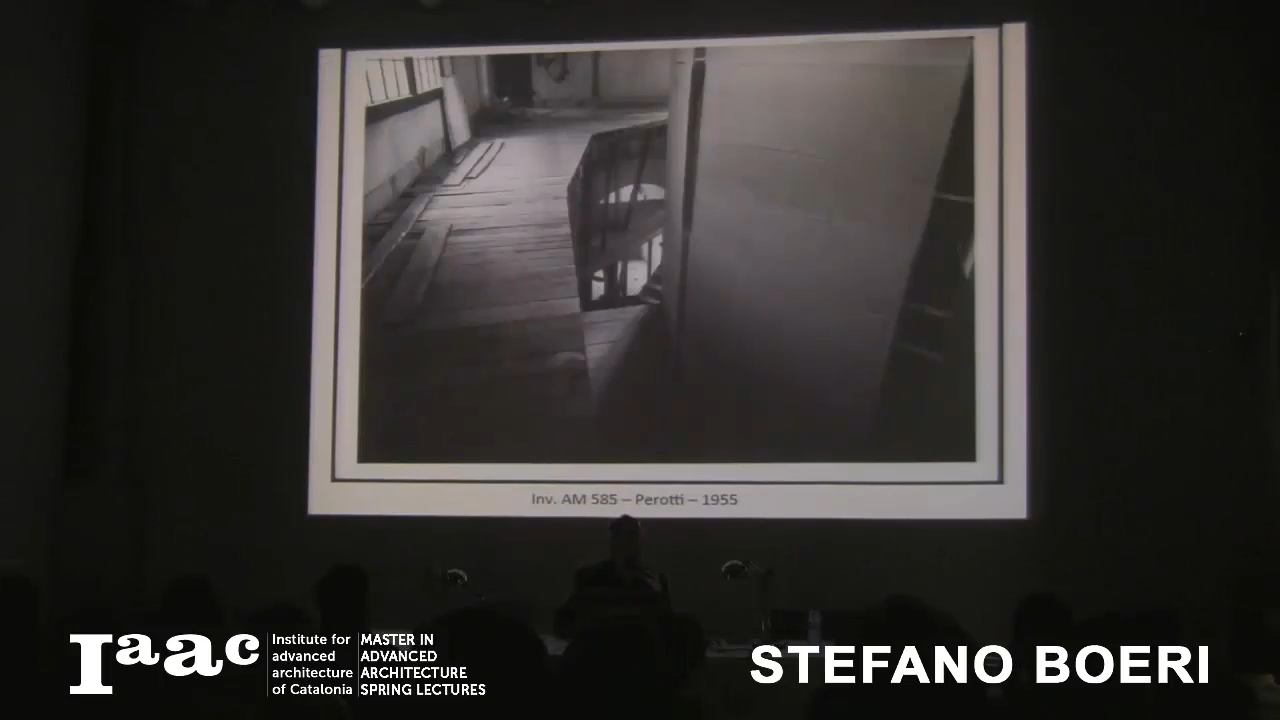 Inv. AM 585 – Perotti – 1955
Iaac
Institute for
advanced
architecture
of Catalonia
MASTER IN
ADVANCED
ARCHITECTURE
SPRING LECTURES
STEFANO BOERI